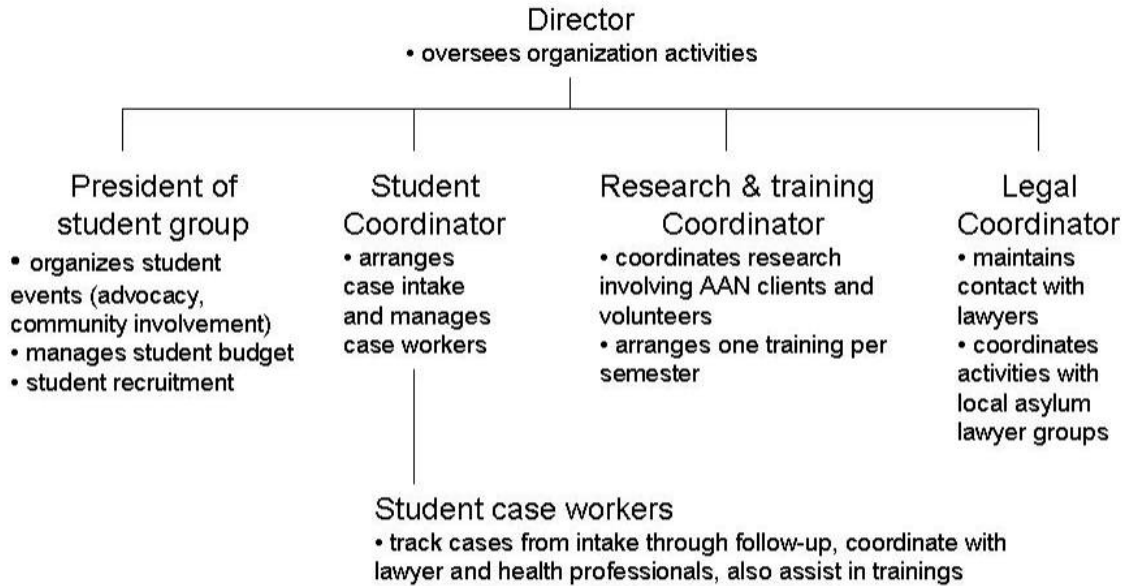 Director
• oversees organization activities
President of
student group
• organizes student
events (advocacy,
community involvement)
• manages student budget
• student recruitment
Student
Coordinator
• arranges
case intake
and manages
case workers
Research & training
Coordinator
• coordinates research
involving AAN clients and
volunteers
• arranges one training per
semester
Legal
Coordinator
• maintains
contact with
lawyers
• coordinates
activities with
local asylum
lawyer groups
Student case workers
• track cases from intake through follow-up, coordinate with
lawyer and health professionals, also assist in trainings